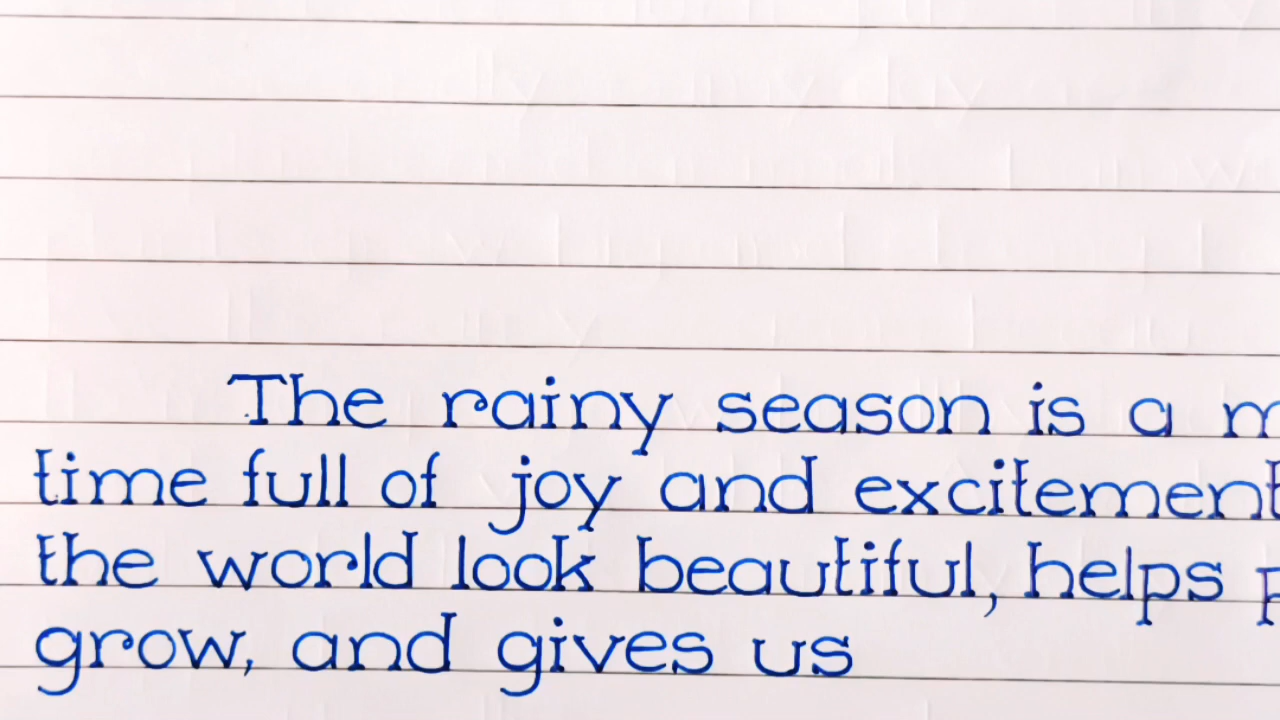 The rainy season is a
time full of joy and excitement
the world look beautiful, helps
grow, and gives us